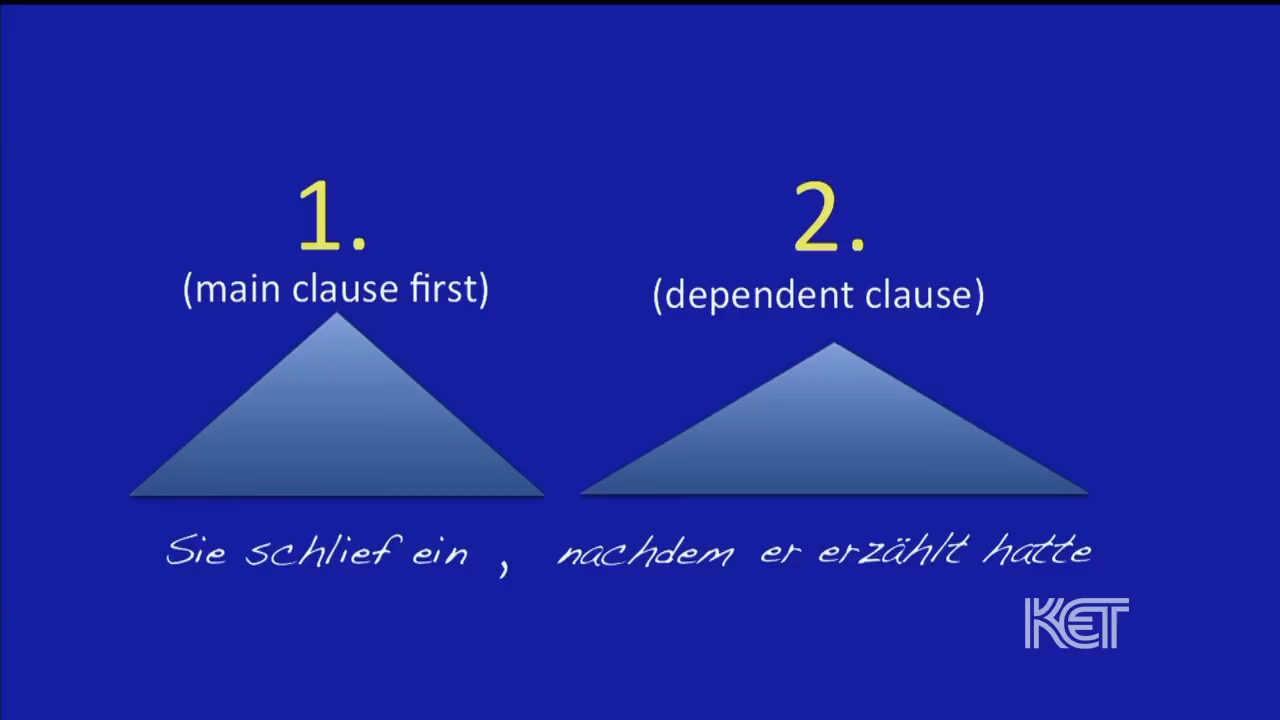 1.
(main clause first)
2.
(dependent clause)
Sie schlief ein , nachdem er erzählt hatte
KET